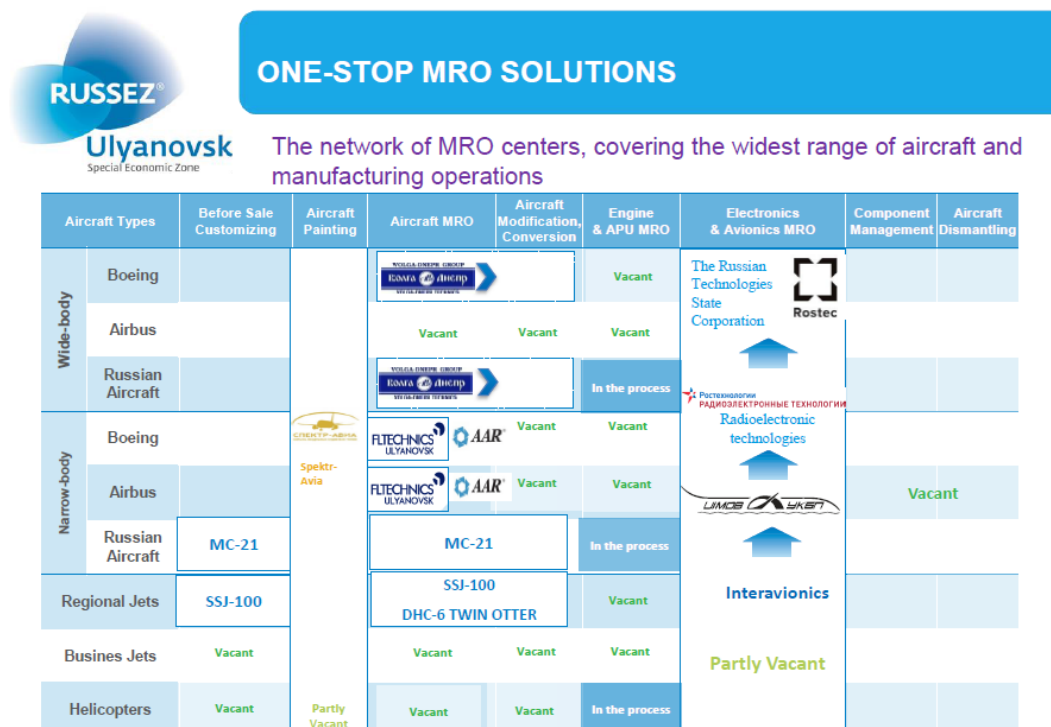 RUSSEZ®
Ulyanovsk
Special Economic Zone
ONE-STOP MRO SOLUTIONS
The network of MRO centers, covering the widest range of aircraft and
manufacturing operations
Aircraft Types
Before Sale
Customizing
Aircraft
Painting
Aircraft MRO
Aircraft
Modification,
Conversion
Engine
& APU MRO
Electronics
& Avionics MRO
Component
Management
Aircraft
Dismantling
Wide-body
Boeing
VOLGA-DNEPR GROUP
Волга Днепр
VOLGA-DNEPR TECHNICS
Vacant
The Russian
Technologies
State
Corporation
Rostec
Airbus
Vacant
Vacant
Vacant
Russian
Aircraft
VOLGA-DNEPR GROUP
Волга Днепр
VOLGA-DNEPR TECHNICS
In the process
Ростехнологии
РАДИОЭЛЕКТРОННЫЕ ТЕХНОЛОГИИ
Radioelectronic
technologies
Narrow-body
Boeing
СПЕКТР-АВИА
Spektr-
Avia
FLTECHNICS
ULYANOVSK
AAR®
Vacant
Vacant
Airbus
FLTECHNICS
ULYANOVSK
AAR®
Vacant
Vacant
УКБП
Vacant
Russian
Aircraft
MC-21
MC-21
In the process
Regional Jets
SSJ-100
SSJ-100
DHC-6 TWIN OTTER
Vacant
Interavionics
Busines Jets
Vacant
Vacant
Vacant
Vacant
Partly Vacant
Helicopters
Vacant
Partly
Vacant
Vacant
Vacant
In the process